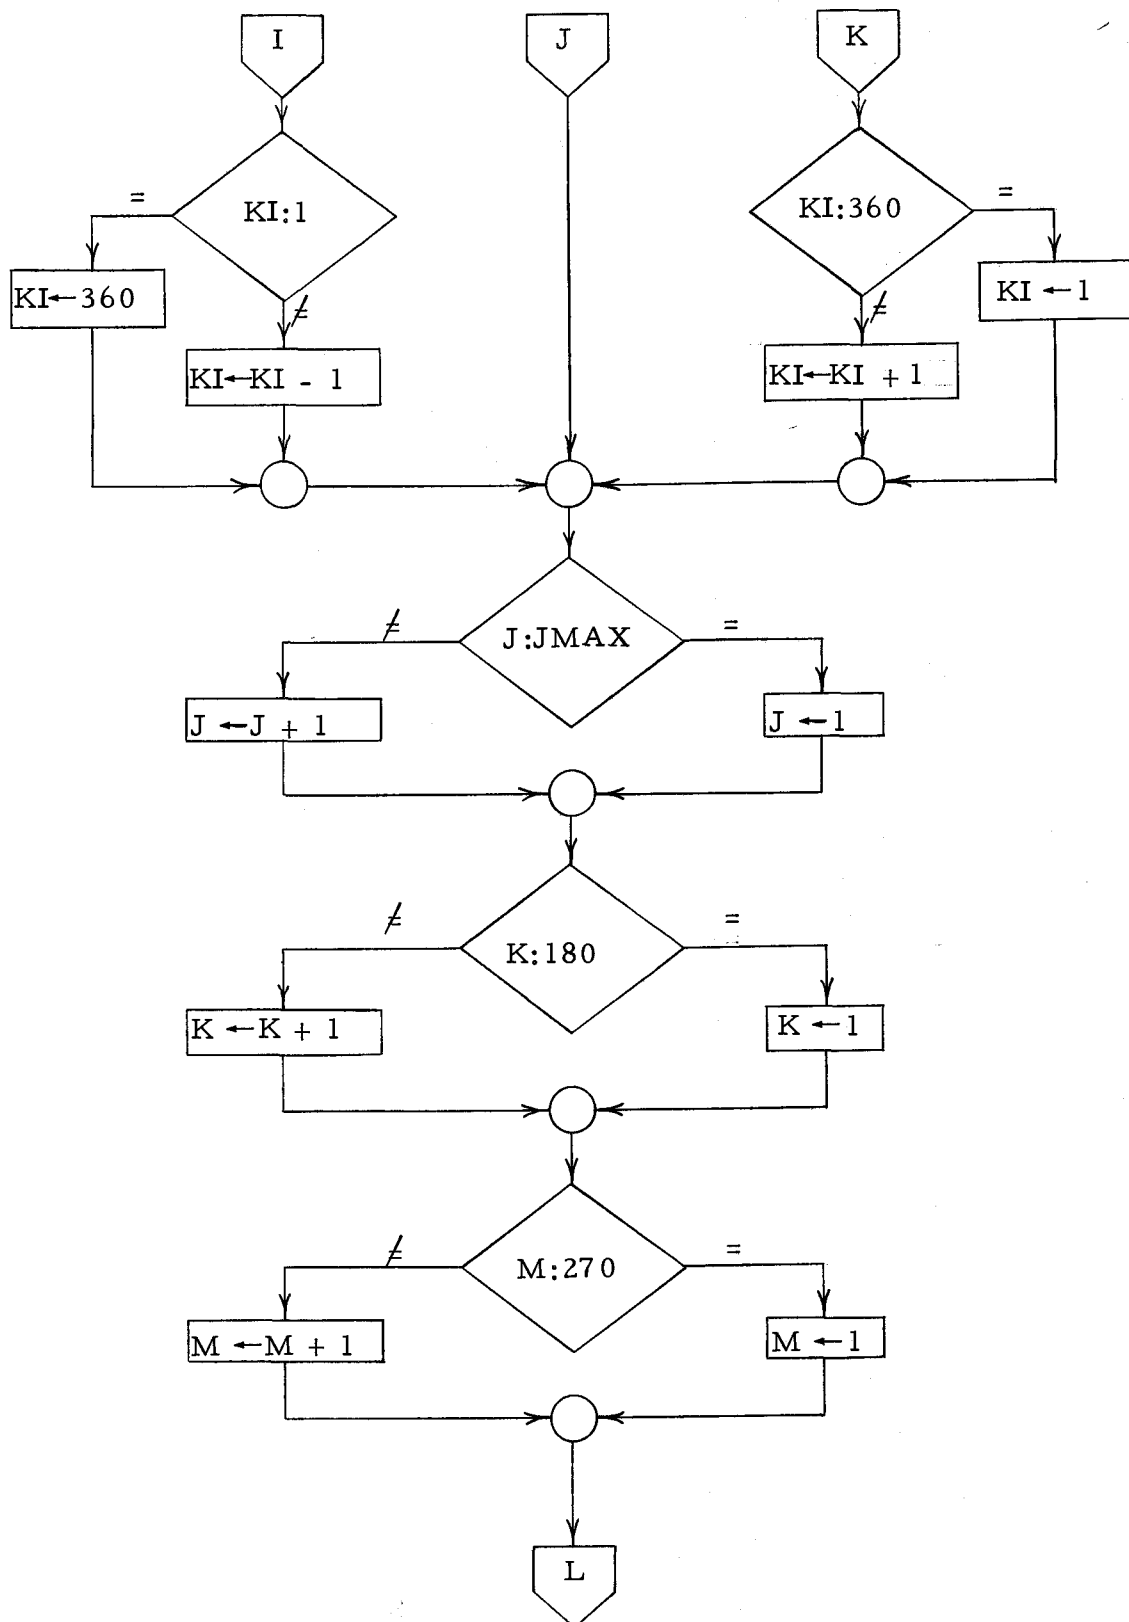 I
J
K
KI:1
=
≠
KI←360
KI←KI - 1
KI:360
=
≠
KI←KI + 1
KI ←1
J:JMAX
≠
=
J ←J + 1
J ←1
K:180
≠
=
K ←K + 1
K ←1
M:270
≠
=
M ←M + 1
M ←1
L